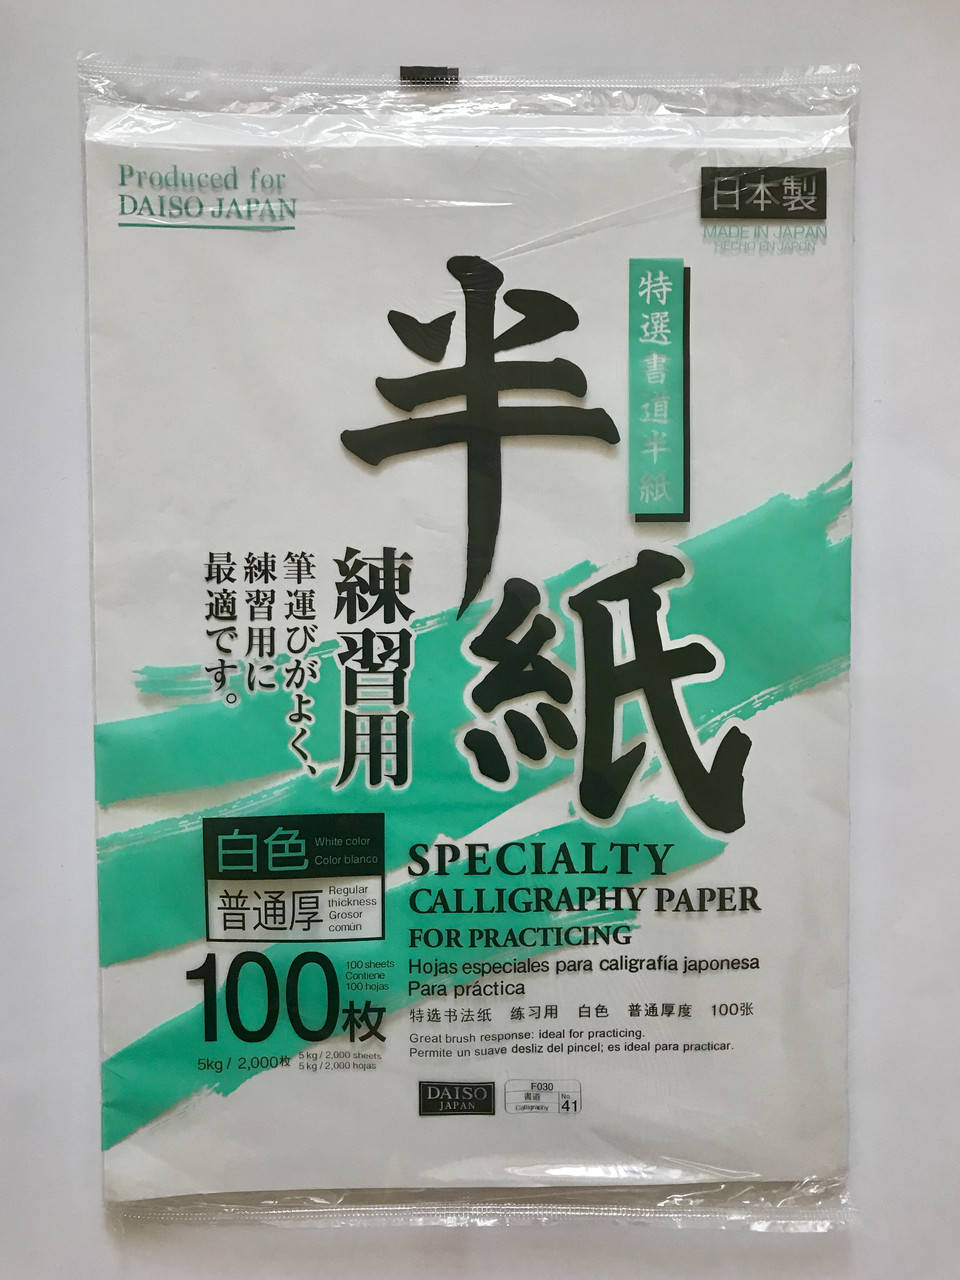 Produced for
DAISO JAPAN
日本製
MADE IN JAPAN
HECHO EN JAPÓN
特選書道半紙
半紙
練習用
筆運びがよく、
練習用に
最適です。
白色
White color
Color blanco
普通厚
Regular
thickness
Grosor
común
100枚
100 sheets
Contiene
100 hojas
5kg / 2,000枚
5 kg / 2,000 sheets
5 kg / 2,000 hojas
SPECIALTY
CALLIGRAPHY PAPER
FOR PRACTICING
Hojas especiales para caligrafía japonesa
Para práctica
特选书法纸 练习用 白色 普通厚度 100张
Great brush response: ideal for practicing.
Permite un suave desliz del pincel; es ideal para practicar.
DAISO
JAPAN
F030
書道
Calligraphy
No.
41